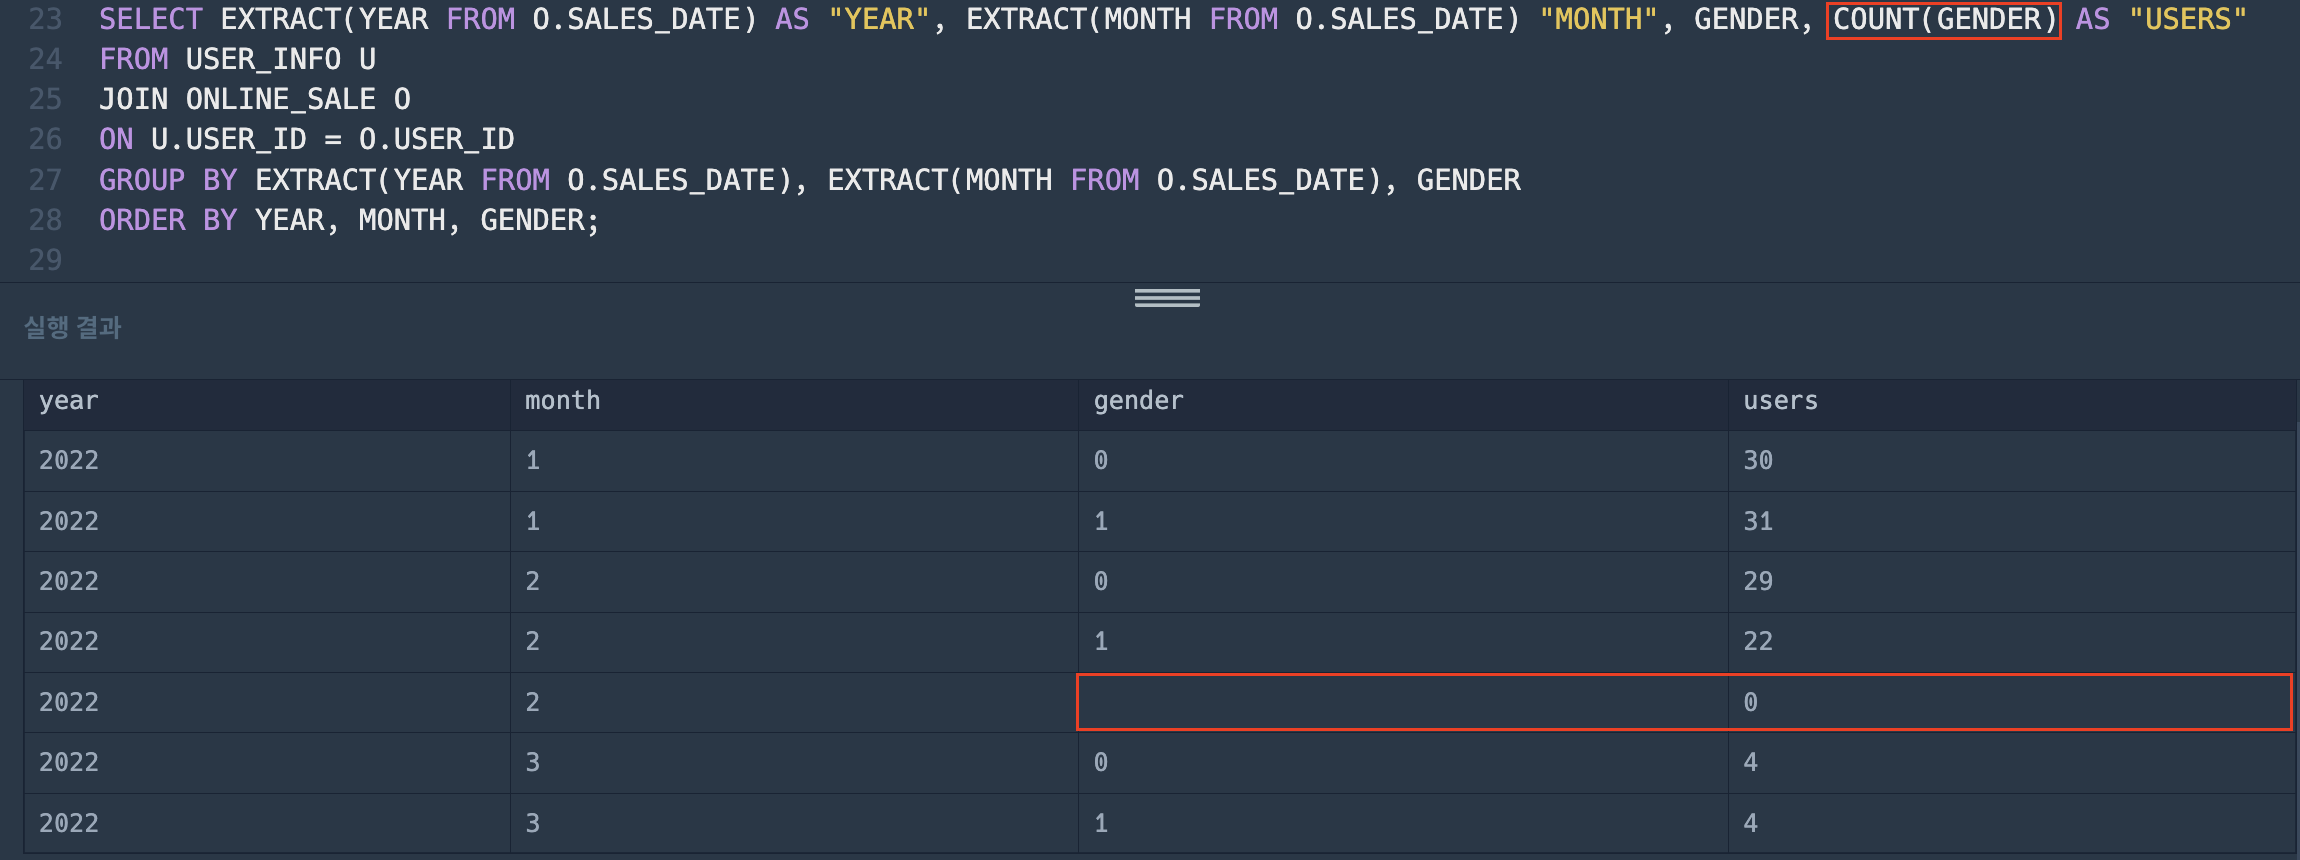 23 SELECT EXTRACT(YEAR FROM O.SALES_DATE) AS "YEAR", EXTRACT(MONTH FROM O.SALES_DATE) "MONTH", GENDER, COUNT(GENDER) AS "USERS"
24 FROM USER_INFO U
25 JOIN ONLINE_SALE O
26 ON U.USER_ID = O.USER_ID
27 GROUP BY EXTRACT(YEAR FROM O.SALES_DATE), EXTRACT(MONTH FROM O.SALES_DATE), GENDER
28 ORDER BY YEAR, MONTH, GENDER;
29
실행 결과
year month gender users
2022 1 0 30
2022 1 1 31
2022 2 0 29
2022 2 1 22
2022 2 0
2022 3 0 4
2022 3 1 4